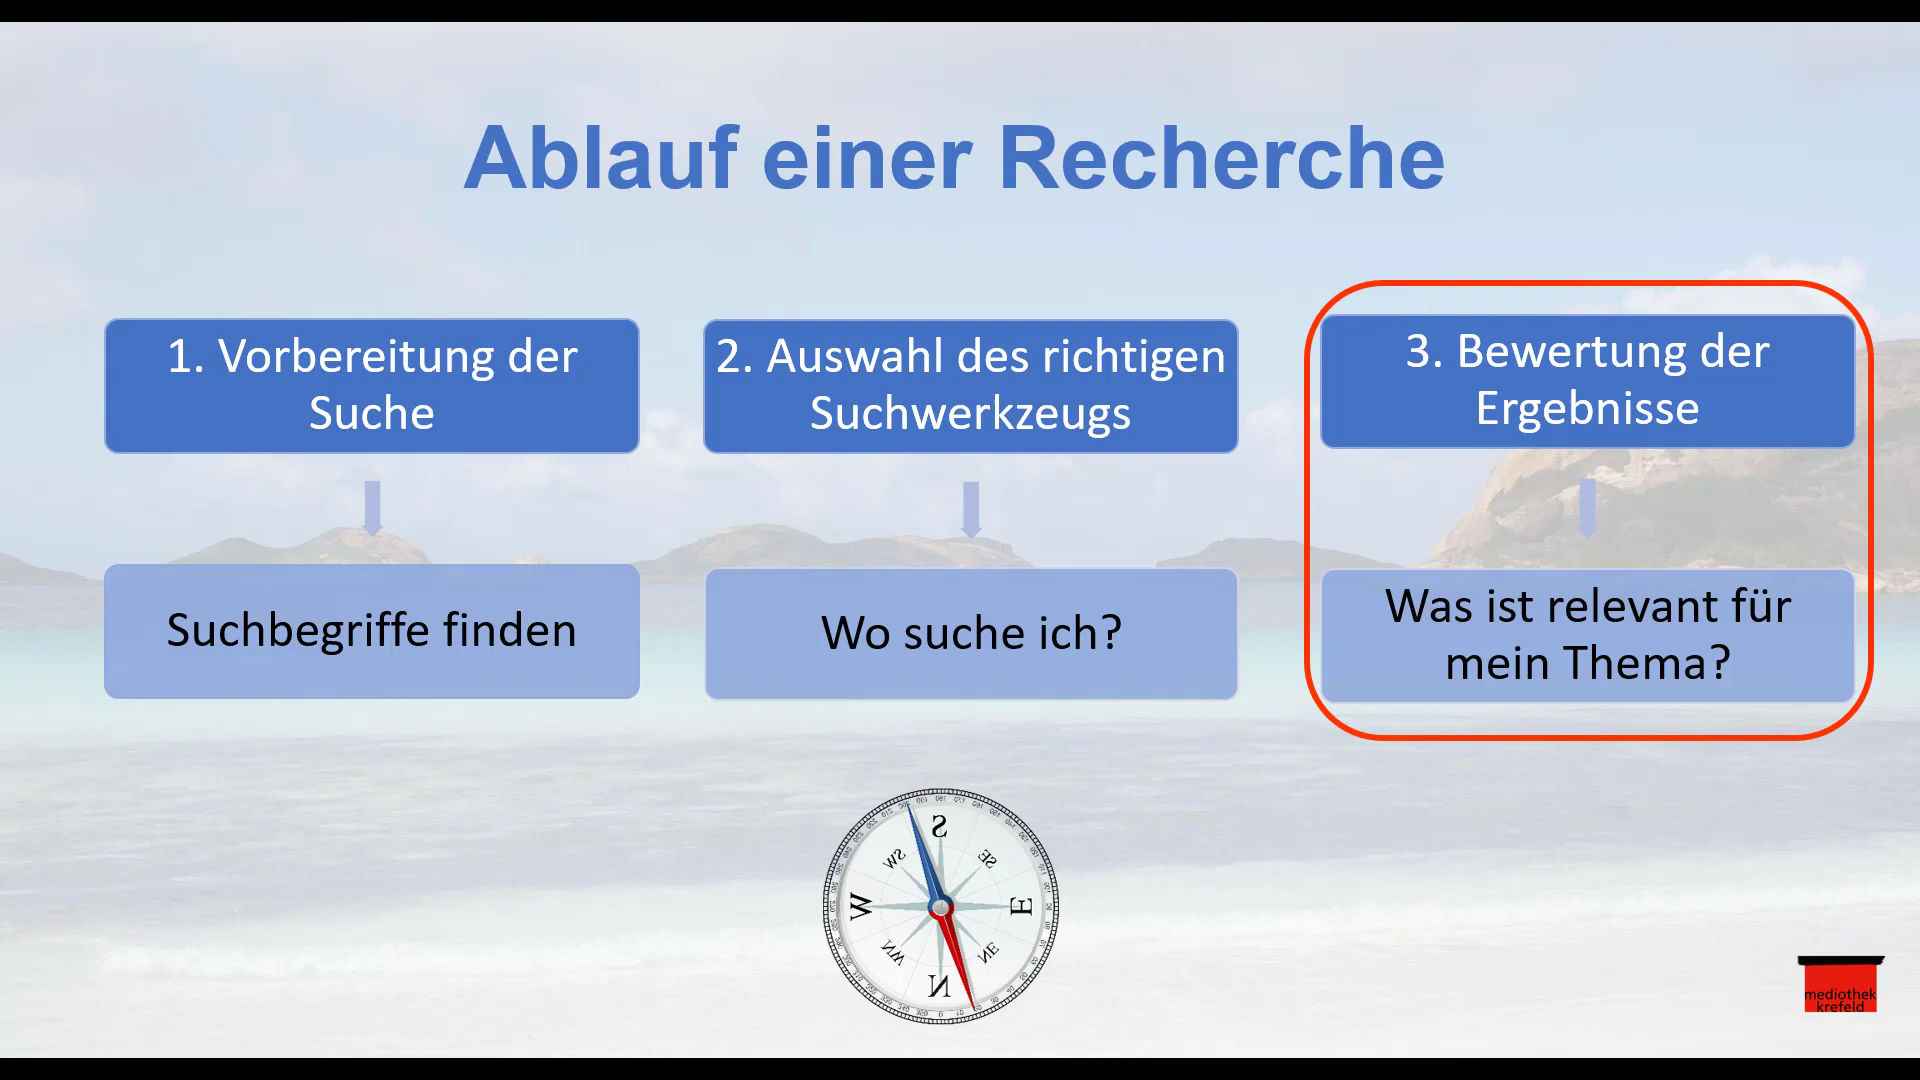 Ablauf einer Recherche
1. Vorbereitung der
Suche
2. Auswahl des richtigen
Suchwerkzeugs
3. Bewertung der
Ergebnisse
Suchbegriffe finden
Wo suche ich?
Was ist relevant für
mein Thema?
S
SW
SE
W
E
NW
NE
N
mediothek
krefeld